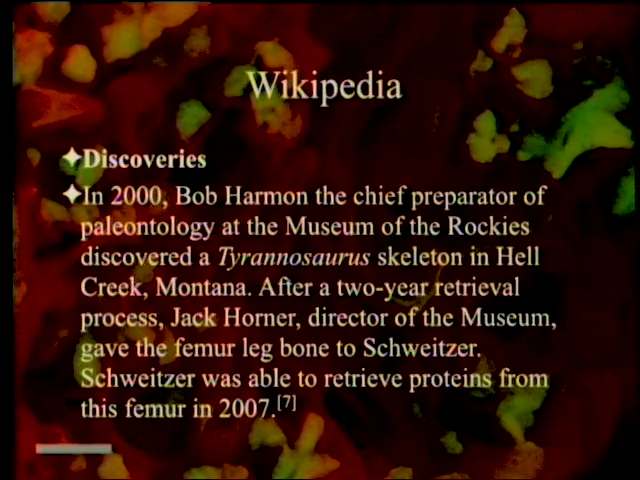 Wikipedia
✦Discoveries
✦In 2000, Bob Harmon the chief preparator of
paleontology at the Museum of the Rockies
discovered a Tyrannosaurus skeleton in Hell
Creek, Montana. After a two-year retrieval
process, Jack Horner, director of the Museum,
gave the femur leg bone to Schweitzer.
Schweitzer was able to retrieve proteins from
this femur in 2007.[7]